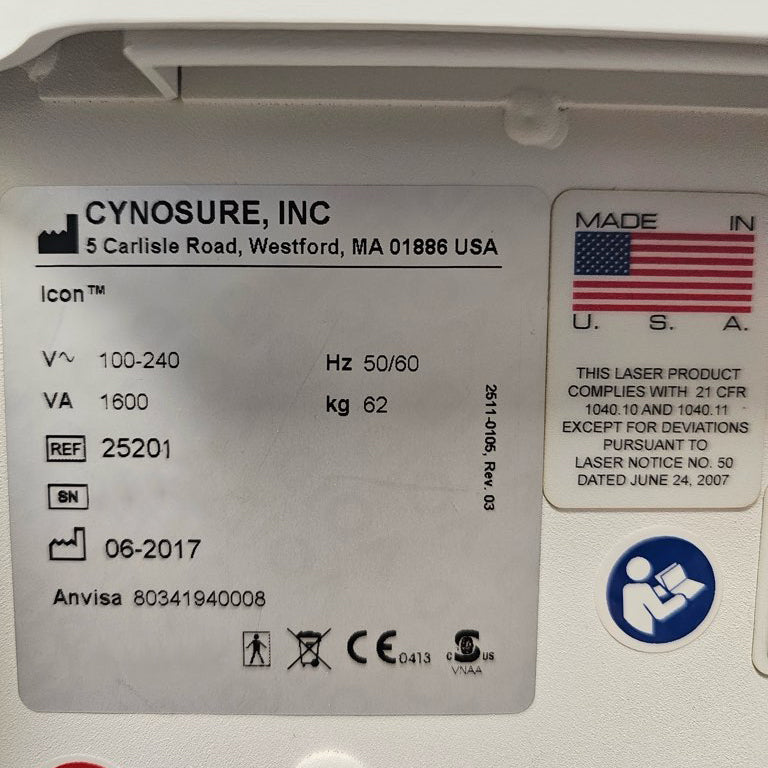 CYNOSURE, INC
5 Carlisle Road, Westford, MA 01886 USA
Icon™
V~ 100-240 Hz 50/60
VA 1600 kg 62
REF 25201
SN
06-2017
Anvisa 80341940008
2511-0105, Rev. 03
CE 0413
C S US
VNAA
MADE IN
U. S. A.
THIS LASER PRODUCT
COMPLIES WITH 21 CFR
1040.10 AND 1040.11
EXCEPT FOR DEVIATIONS
PURSUANT TO
LASER NOTICE NO. 50
DATED JUNE 24, 2007